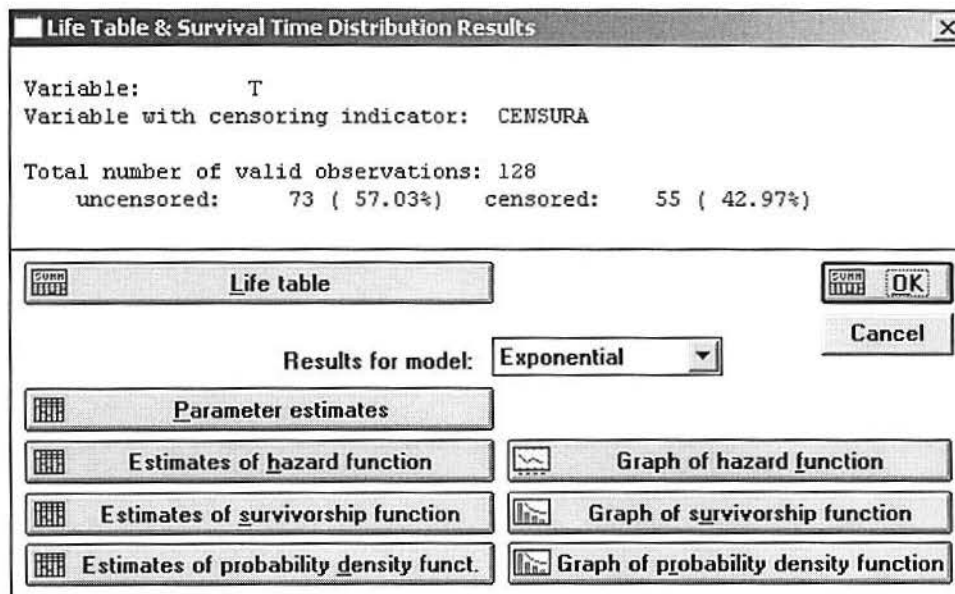 Life Table & Survival Time Distribution Results
Variable: T
Variable with censoring indicator: CENSURA
Total number of valid observations: 128
uncensored: 73 ( 57.03%) censored: 55 ( 42.97%)
Life table
OK
Cancel
Results for model: Exponential
Parameter estimates
Estimates of hazard function
Graph of hazard function
Estimates of survivorship function
Graph of survivorship function
Estimates of probability density funct.
Graph of probability density function